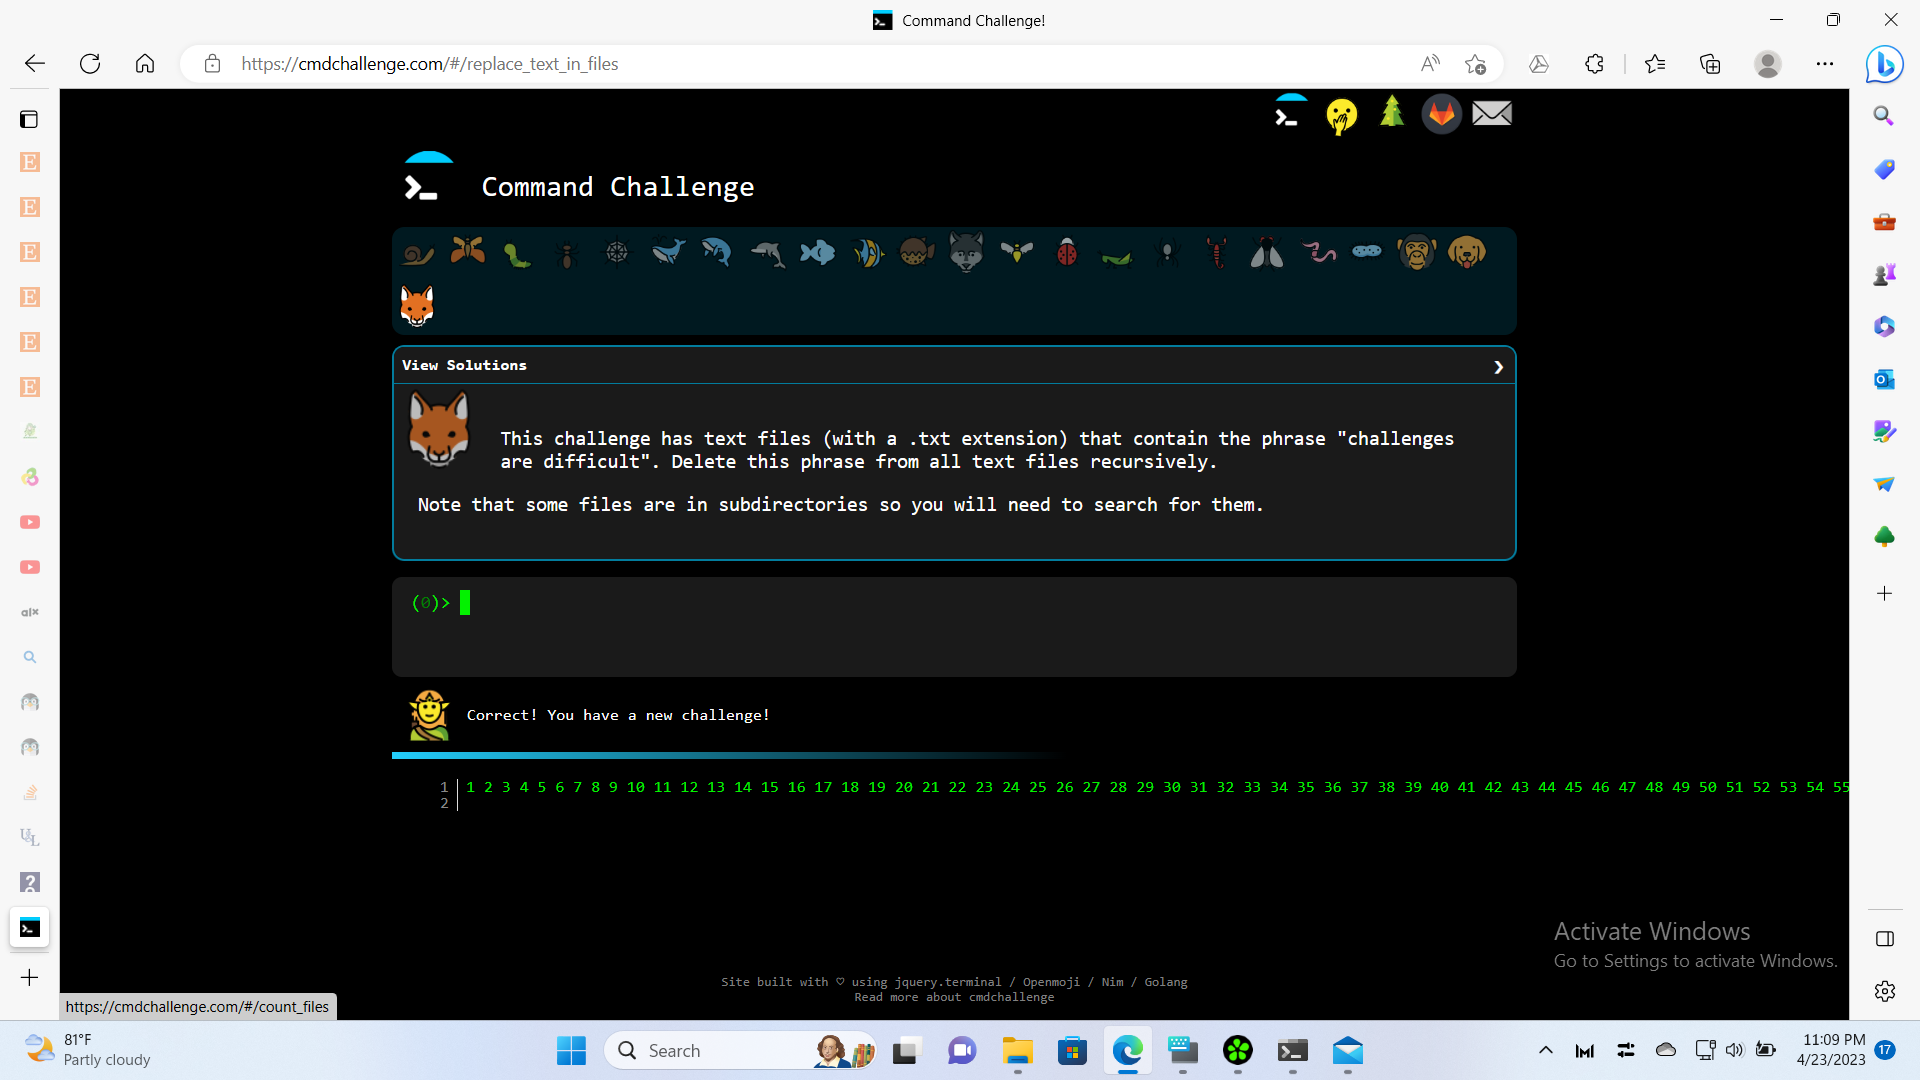 Command Challenge!
https://cmdchallenge.com/#/replace_text_in_files
Command Challenge
View Solutions
This challenge has text files (with a .txt extension) that contain the phrase "challenges
are difficult". Delete this phrase from all text files recursively.
Note that some files are in subdirectories so you will need to search for them.
(0)>
Correct! You have a new challenge!
1 1 2 3 4 5 6 7 8 9 10 11 12 13 14 15 16 17 18 19 20 21 22 23 24 25 26 27 28 29 30 31 32 33 34 35 36 37 38 39 40 41 42 43 44 45 46 47 48 49 50 51 52 53 54 55
2
Activate Windows
Go to Settings to activate Windows.
Site built with ♡ using jquery.terminal / Openmoji / Nim / Golang
Read more about cmdchallenge
https://cmdchallenge.com/#/count_files
81°F
Partly cloudy
Search
11:09 PM
4/23/2023
17